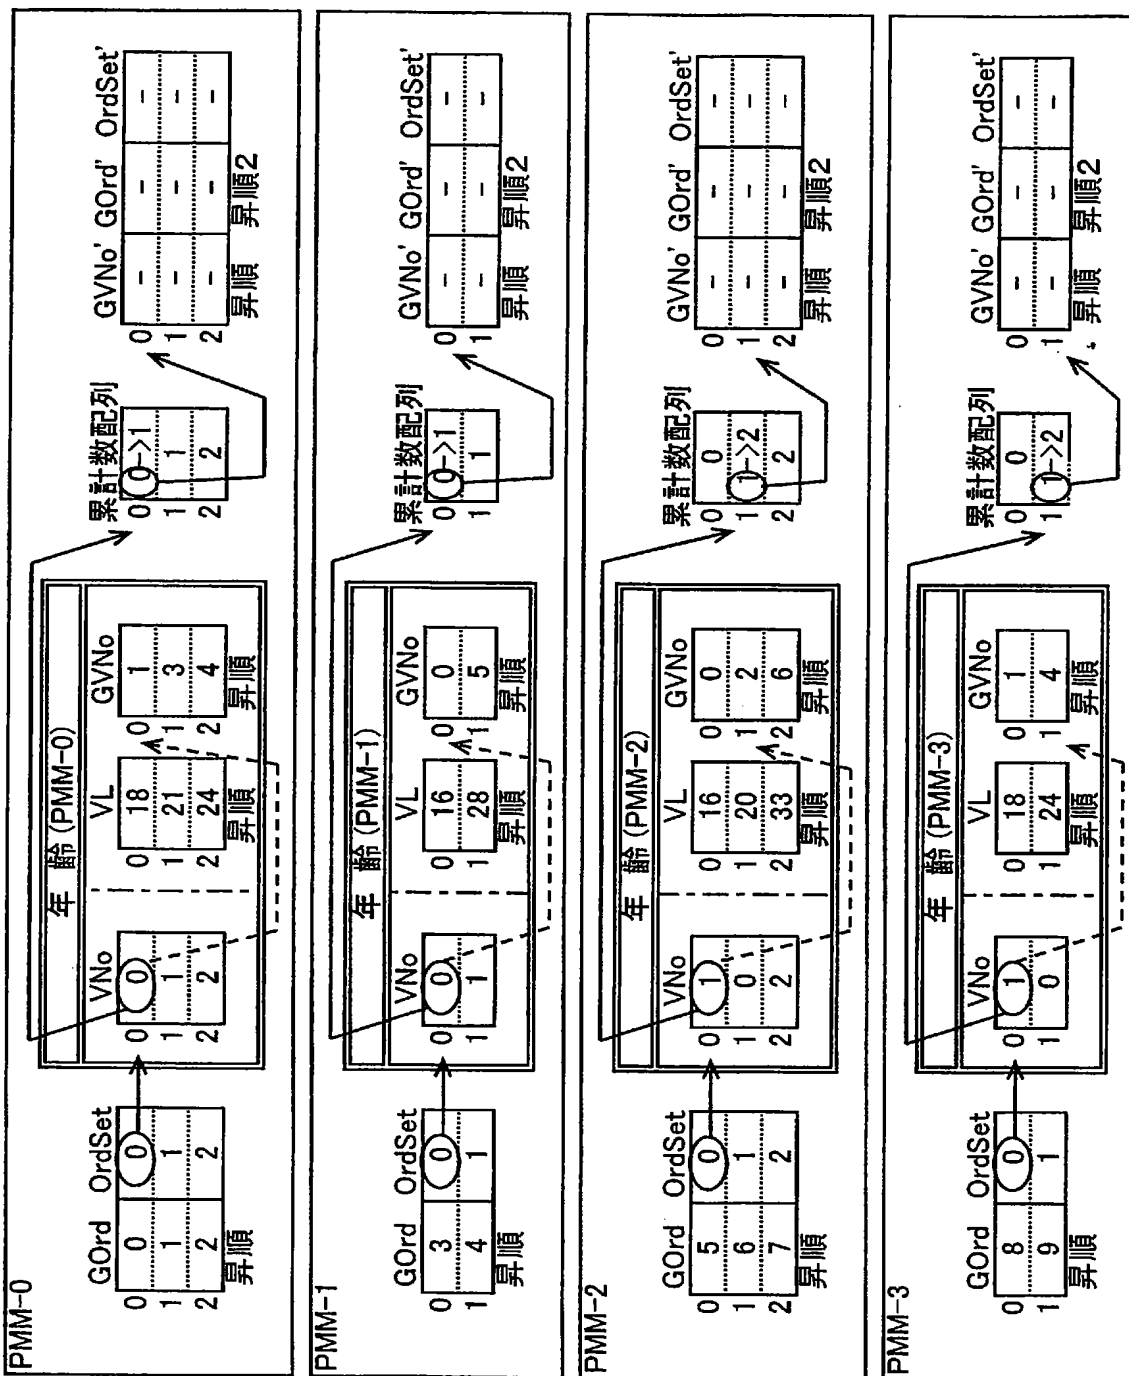 PMM-0
GOrd OrdSet
0 0 0
1 1 1
2 2 2
昇順
年 齢(PMM-0)
VNo VL GVNo
0 0 0 18 0 1
1 1 1 21 1 3
2 2 2 24 2 4
昇順 昇順
累計数配列
0 0->1
1 1
2 2
GVNo' GOrd' OrdSet'
0 - - -
1 - - -
2 - - -
昇順 昇順2
PMM-1
GOrd OrdSet
0 3 0
1 4 1
昇順
年 齢(PMM-1)
VNo VL GVNo
0 0 0 16 0 0
1 1 1 28 1 5
昇順 昇順
累計数配列
0 0->1
1 1
GVNo' GOrd' OrdSet'
0 - - -
1 - - -
昇順 昇順2
PMM-2
GOrd OrdSet
0 5 0
1 6 1
2 7 2
昇順
年 齢(PMM-2)
VNo VL GVNo
0 1 0 16 0 0
1 0 1 20 1 2
2 2 2 33 2 6
昇順 昇順
累計数配列
0 0
1 1->2
2 2
GVNo' GOrd' OrdSet'
0 - - -
1 - - -
2 - - -
昇順 昇順2
PMM-3
GOrd OrdSet
0 8 0
1 9 1
昇順
年 齢(PMM-3)
VNo VL GVNo
0 1 0 18 0 1
1 0 1 24 1 4
昇順 昇順
累計数配列
0 0
1 1->2
GVNo' GOrd' OrdSet'
0 - - -
1 - - -
昇順 昇順2